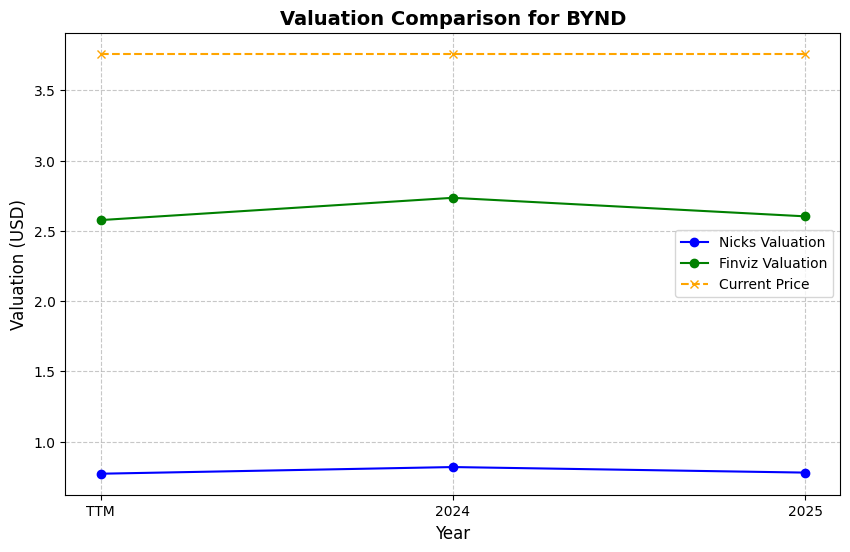 Valuation Comparison for BYND
Valuation (USD)
3.5
3.0
2.5
2.0
1.5
1.0
Nicks Valuation
Finviz Valuation
Current Price
TTM
2024
2025
Year